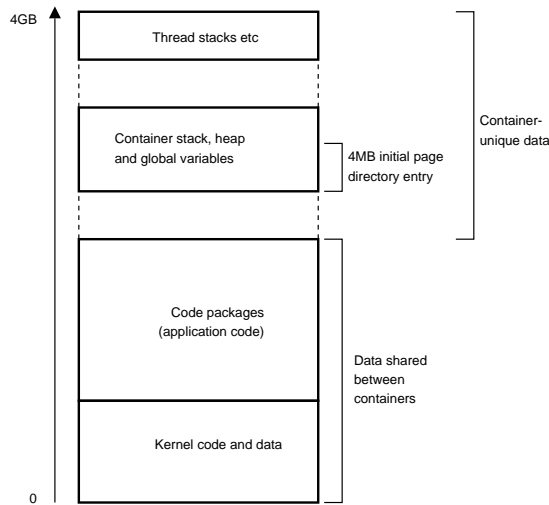 4GB
Thread stacks etc
Container stack, heap
and global variables
4MB initial page
directory entry
Container-
unique data
Code packages
(application code)
Data shared
between
containers
Kernel code and data
0